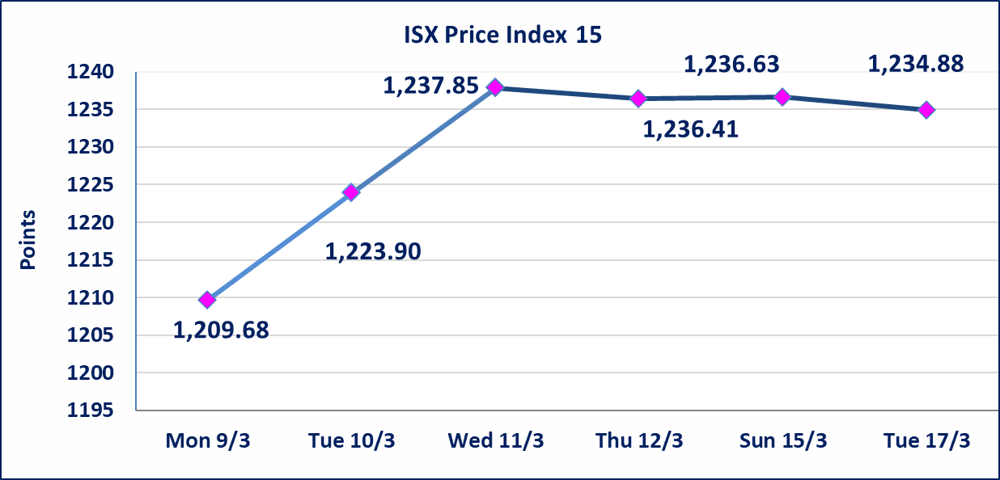 ISX Price Index 15
1240
1235
1230
1225
1220
1215
1210
1205
1200
1195
Points
1,209.68
1,223.90
1,237.85
1,236.41
1,236.63
1,234.88
Mon 9/3
Tue 10/3
Wed 11/3
Thu 12/3
Sun 15/3
Tue 17/3